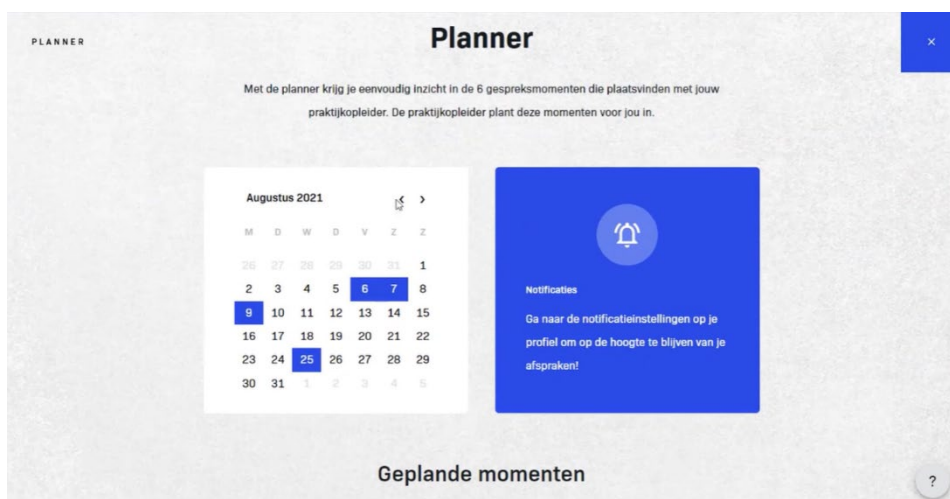 PLANNER
Planner
×
Met de planner krijg je eenvoudig inzicht in de 6 gespreksmomenten die plaatsvinden met jouw
praktijkopleider. De praktijkopleider plant deze momenten voor jou in.
Augustus 2021
M D W D V Z Z
26 27 28 29 30 31 1
2 3 4 5 6 7 8
9 10 11 12 13 14 15
16 17 18 19 20 21 22
23 24 25 26 27 28 29
30 31 1 2 3 4 5
Notificaties
Ga naar de notificatieinstellingen op je
profiel om op de hoogte te blijven van je
afspraken!
Geplande momenten
?